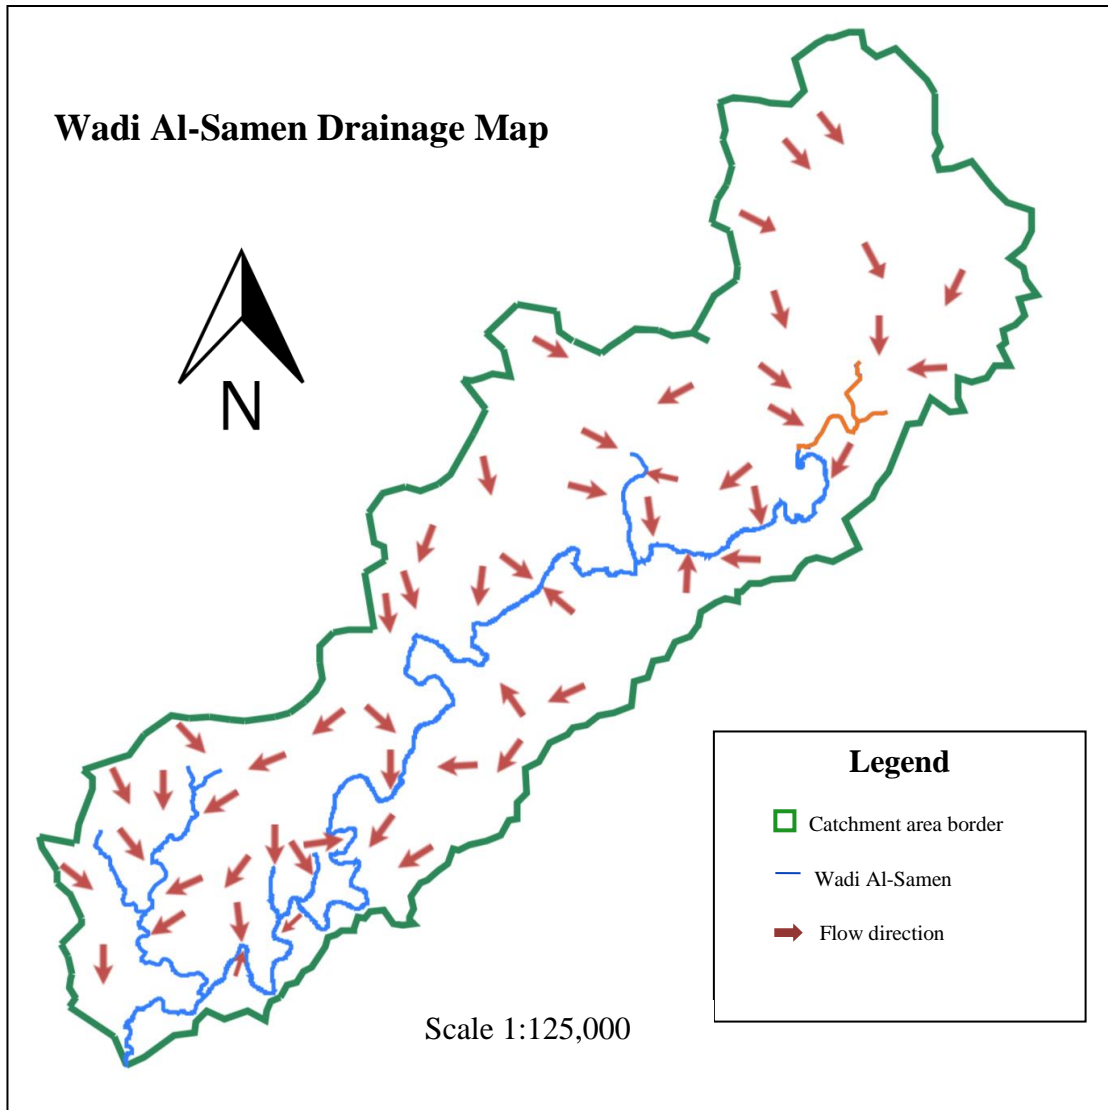 Wadi Al-Samen Drainage Map
N
Legend
Catchment area border
Wadi Al-Samen
Flow direction
Scale 1:125,000